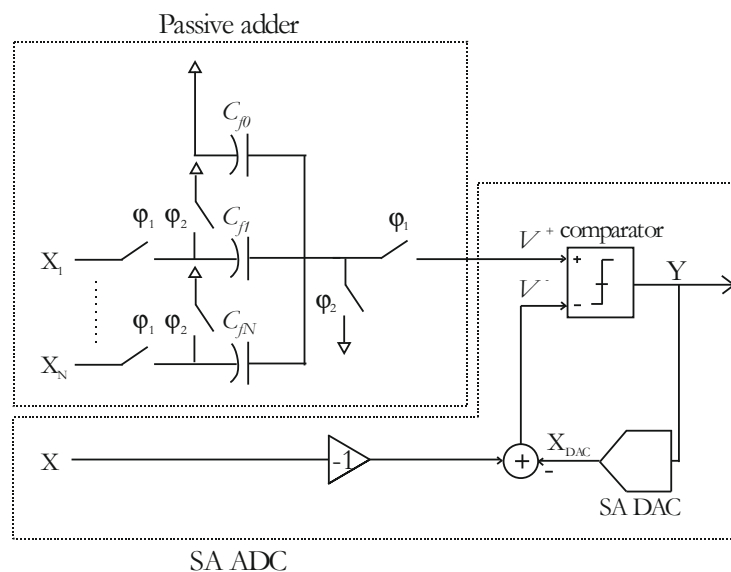 Passive adder
C_f0
φ₁ φ₂ C_f1 φ₁
X₁
V⁺ comparator
+ Y
V⁻
-
φ₂
φ₁ φ₂ C_fN
X_N
X -1 + X_DAC
-
SA DAC
SA ADC